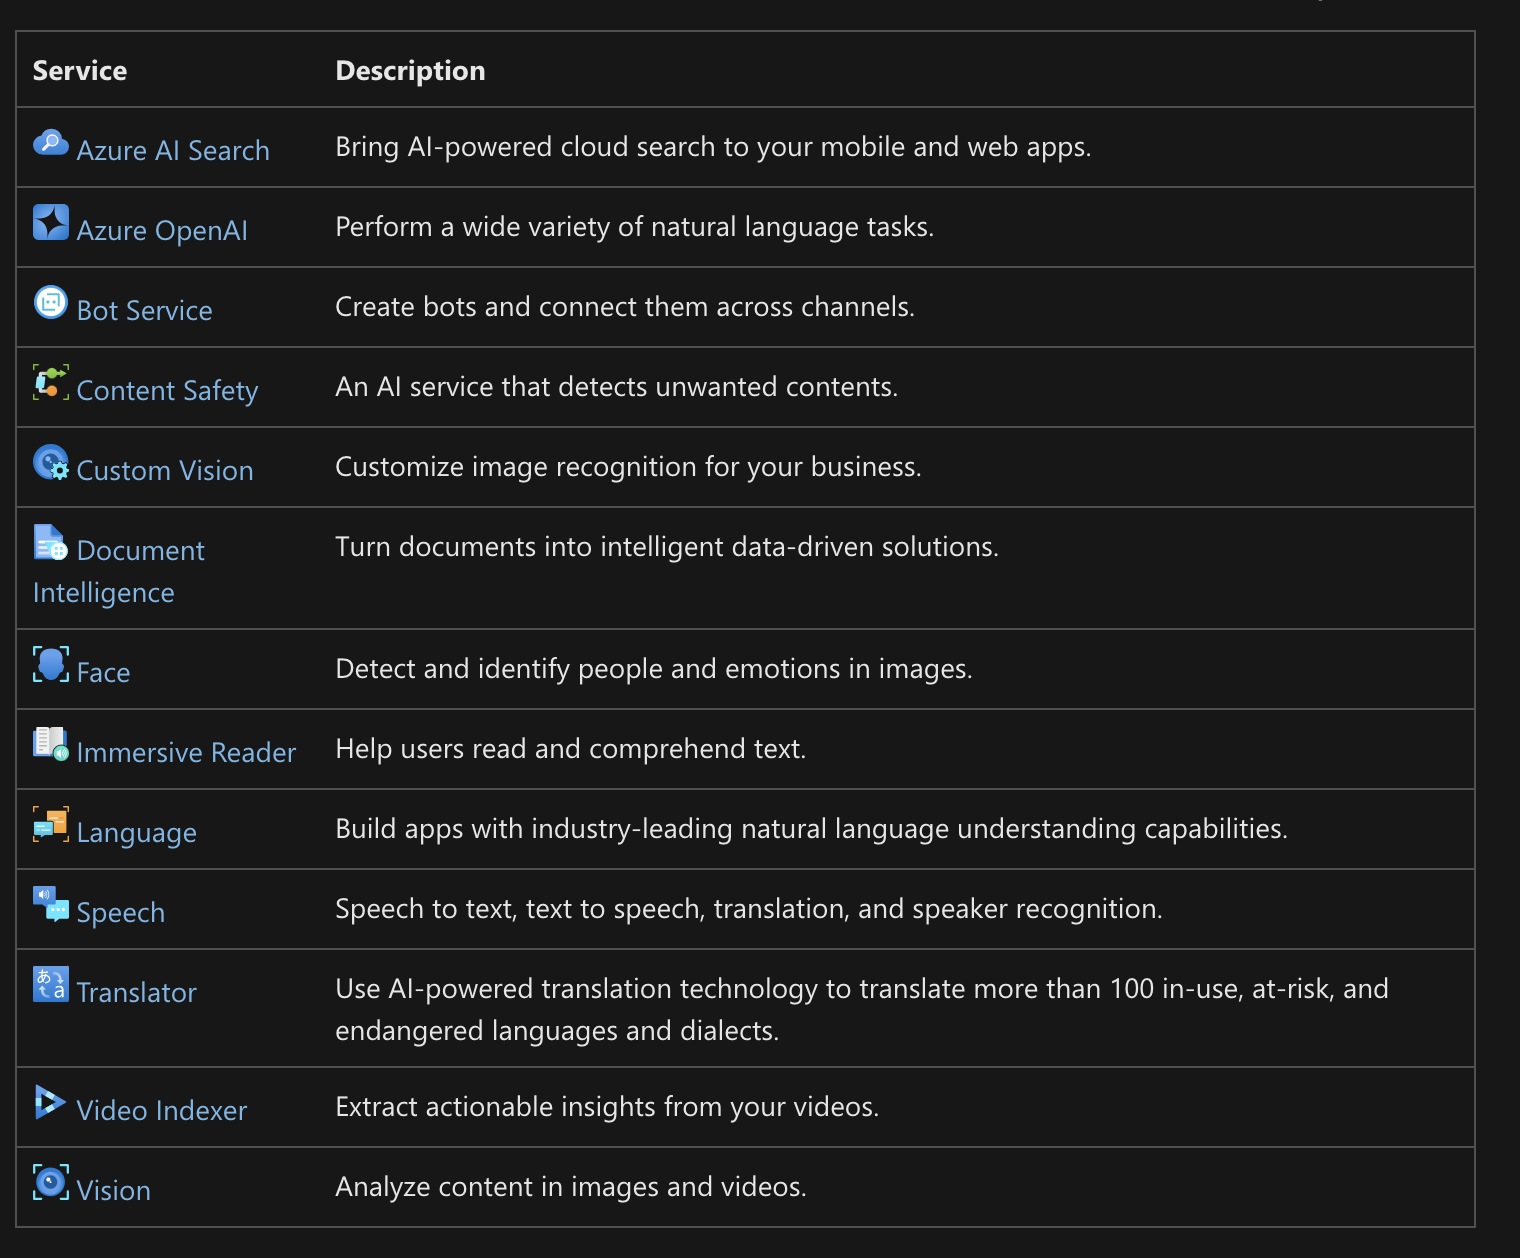 Service Description
Azure AI Search Bring AI-powered cloud search to your mobile and web apps.
Azure OpenAI Perform a wide variety of natural language tasks.
Bot Service Create bots and connect them across channels.
Content Safety An AI service that detects unwanted contents.
Custom Vision Customize image recognition for your business.
Document Turn documents into intelligent data-driven solutions.
Intelligence
Face Detect and identify people and emotions in images.
Immersive Reader Help users read and comprehend text.
Language Build apps with industry-leading natural language understanding capabilities.
Speech Speech to text, text to speech, translation, and speaker recognition.
あ a Translator Use AI-powered translation technology to translate more than 100 in-use, at-risk, and
endangered languages and dialects.
Video Indexer Extract actionable insights from your videos.
Vision Analyze content in images and videos.